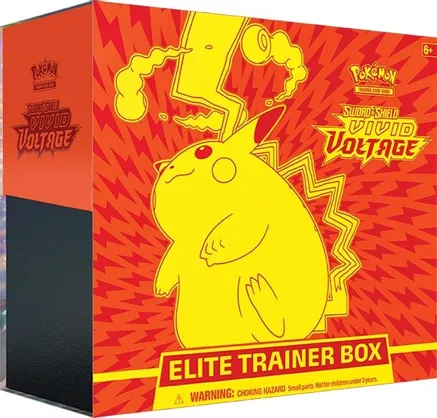 Pokémon
TRADING CARD GAME
SWORD & SHIELD
VIVID
VOLTAGE
6+
Pokémon
SWORD & SHIELD
VIVID
VOLTAGE
ELITE TRAINER BOX
WARNING: CHOKING HAZARD Small parts. Not for children under 3 years.